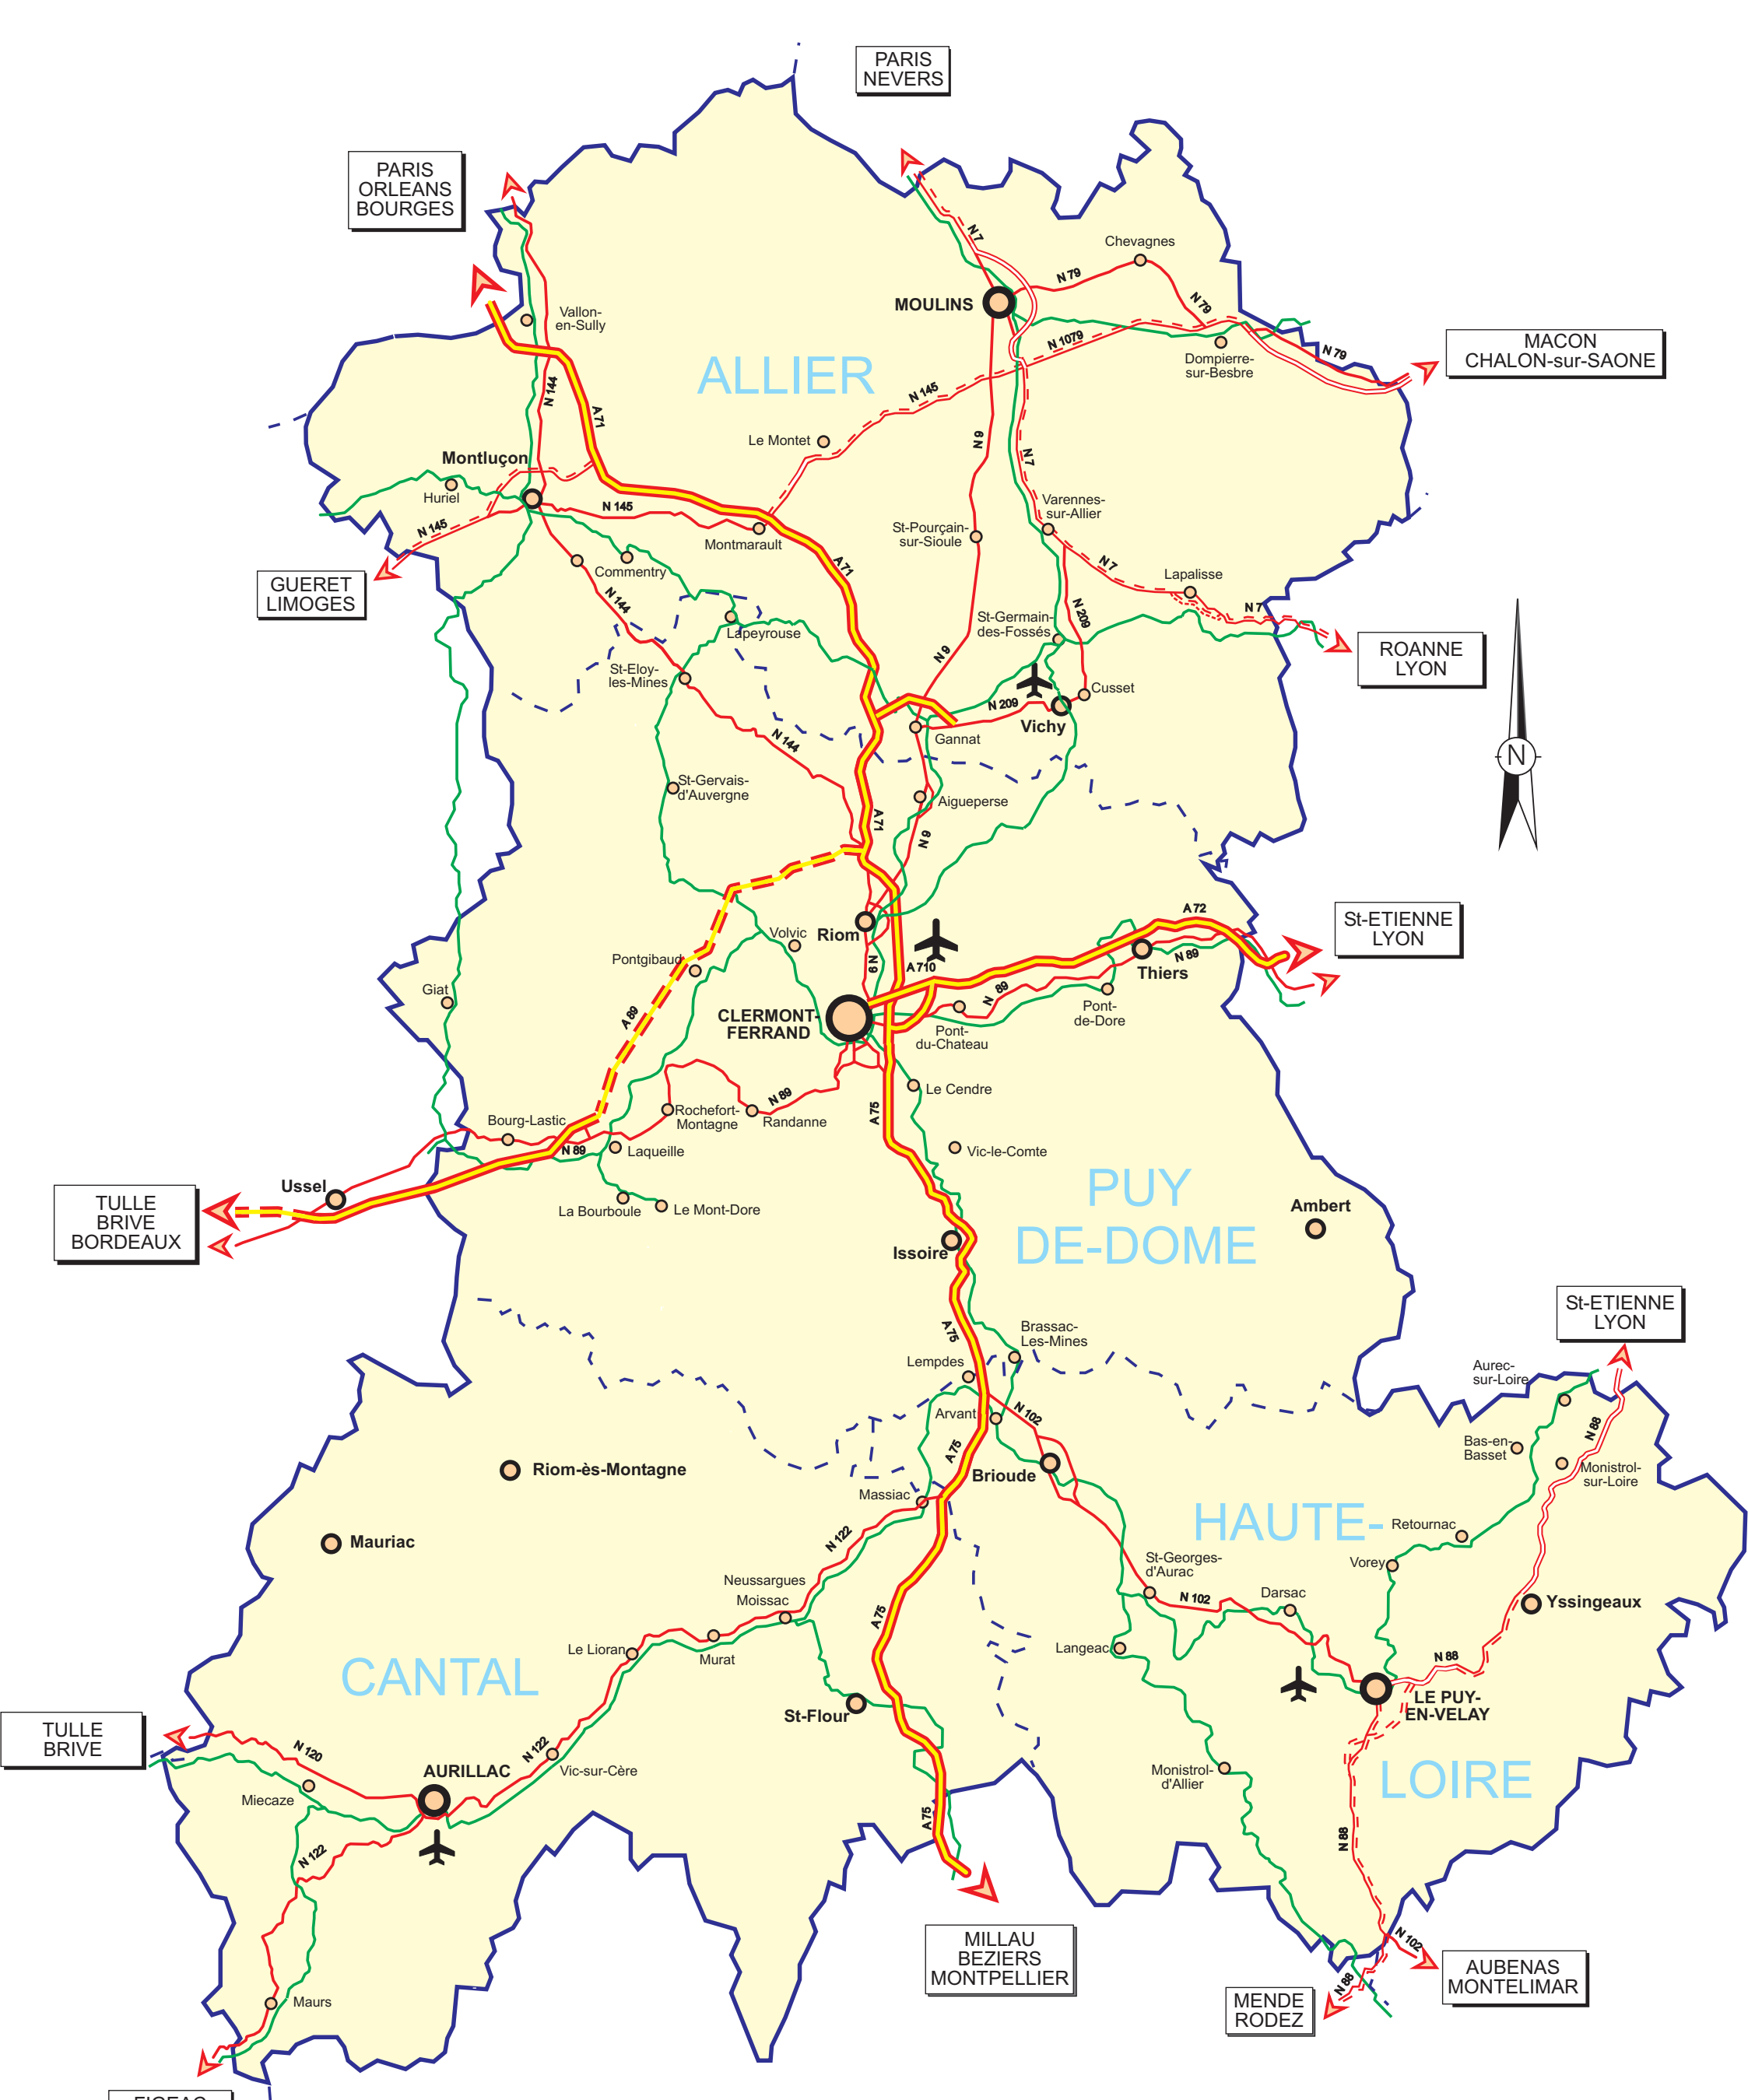 PARIS
NEVERS
PARIS
ORLEANS
BOURGES
N 7
Chevagnes
N 79
N 79
MOULINS
Vallon-
en-Sully
N 1079
Dompierre-
sur-Besbre
N 79
MACON
CHALON-sur-SAONE
ALLIER
N 144
A 71
N 145
Le Montet
N 9
N 7
Montluçon
Huriel
N 145
N 145
Montmarault
Varennes-
sur-Allier
St-Pourçain-
sur-Sioule
A 71
Commentry
GUERET
LIMOGES
N 144
N 7
Lapalisse
N 7
N 209
St-Germain-
des-Fossés
Lapeyrouse
ROANNE
LYON
N 9
St-Eloy-
les-Mines
Cusset
N 209
Vichy
Gannat
N 144
N
St-Gervais-
d'Auvergne
Aigueperse
A 71
N 9
A 72
St-ETIENNE
LYON
Volvic
Riom
Pontgibaud
N 9
A 710
N 89
Thiers
Giat
A 89
CLERMONT-
FERRAND
N 89
Pont-
de-Dore
Pont-
du-Chateau
Le Cendre
N 89
Rochefort-
Montagne
Randanne
A 75
Bourg-Lastic
N 89
Laqueille
Vic-le-Comte
Ussel
TULLE
BRIVE
BORDEAUX
La Bourboule
Le Mont-Dore
PUY
DE-DOME
Ambert
Issoire
St-ETIENNE
LYON
A 75
Brassac-
Les-Mines
Lempdes
Aurec-
sur-Loire
Arvant
N 102
N 88
Bas-en-
Basset
A 75
Riom-ès-Montagne
Brioude
Monistrol-
sur-Loire
Massiac
HAUTE-
Retournac
Mauriac
N 122
St-Georges-
d'Aurac
Vorey
Neussargues
Moissac
N 102
Darsac
Yssingeaux
A 75
Le Lioran
Murat
Langeac
N 88
CANTAL
St-Flour
LE PUY-
EN-VELAY
TULLE
BRIVE
N 120
N 122
AURILLAC
Vic-sur-Cère
Monistrol-
d'Allier
LOIRE
Miecaze
A 75
N 88
N 122
MILLAU
BEZIERS
MONTPELLIER
N 102
AUBENAS
MONTELIMAR
N 88
MENDE
RODEZ
Maurs